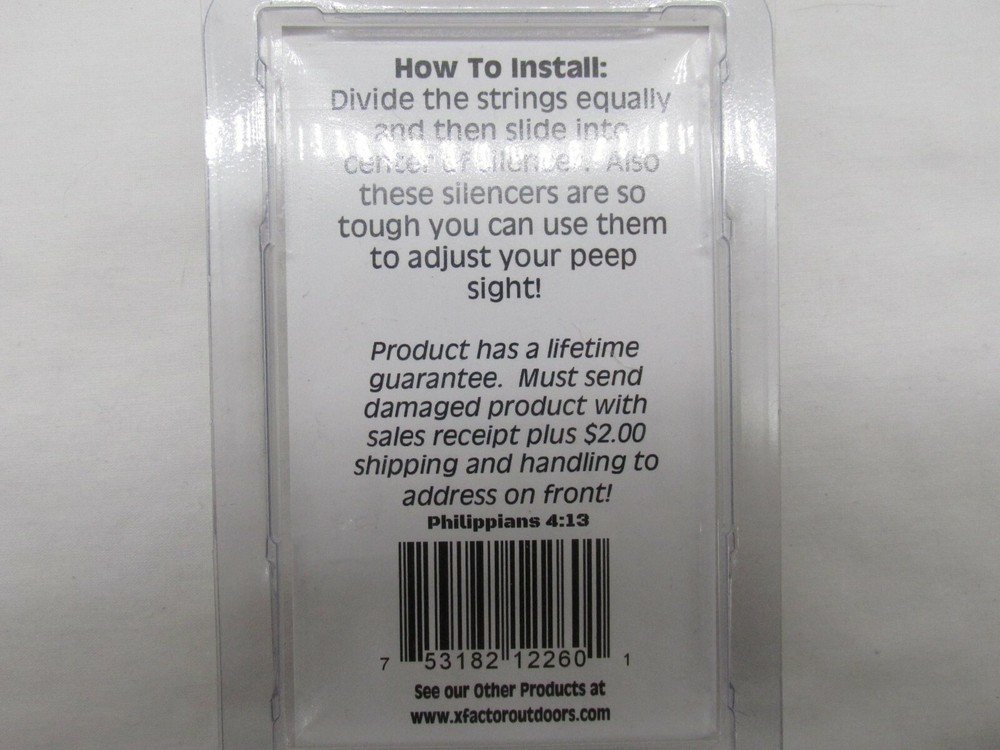 How To Install:
Divide the strings equally
and then slide into
center of silencer. Also
these silencers are so
tough you can use them
to adjust your peep
sight!
Product has a lifetime
guarantee. Must send
damaged product with
sales receipt plus $2.00
shipping and handling to
address on front!
Philippians 4:13
7 53182 12260 1
See our Other Products at
www.xfactoroutdoors.com